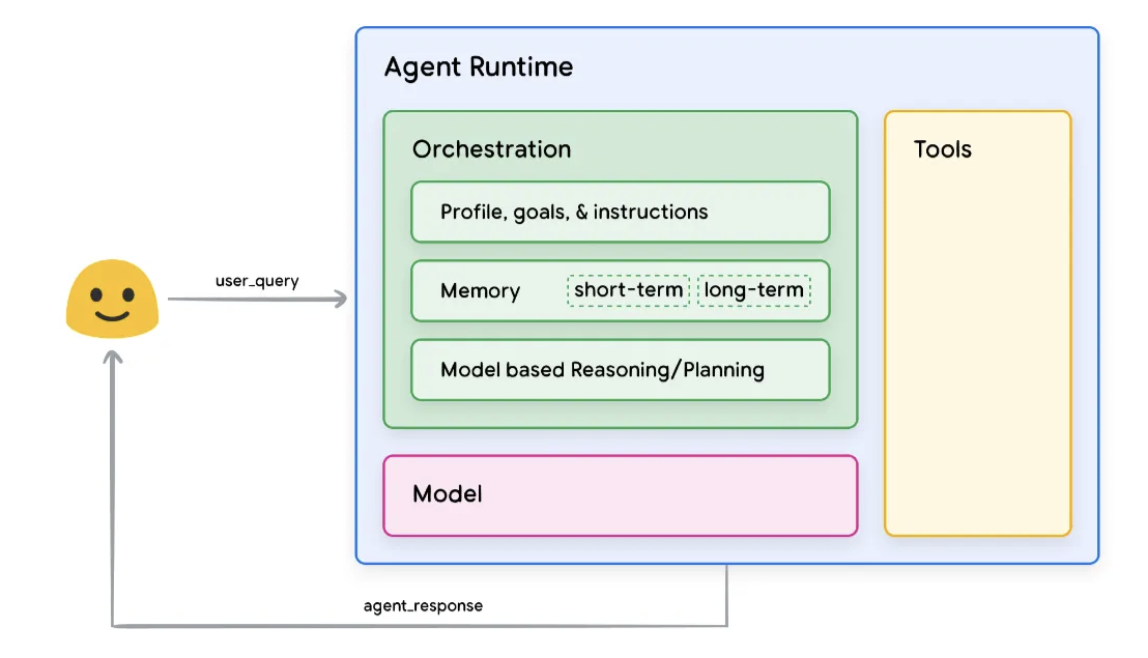 Agent Runtime
Orchestration
Profile, goals, & instructions
Memory short-term long-term
Model based Reasoning/Planning
Model
Tools
user_query
agent_response